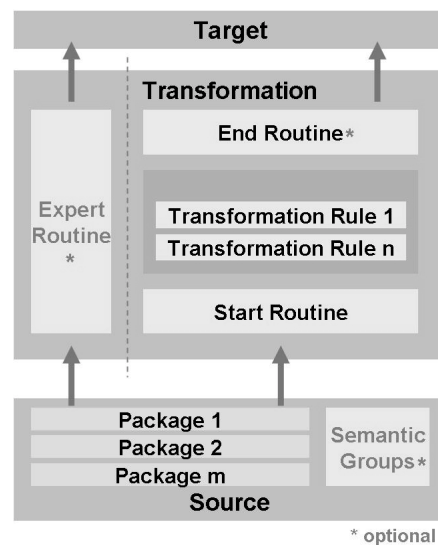 Target
Transformation
End Routine*
Expert
Routine
*
Transformation Rule 1
Transformation Rule n
Start Routine
Package 1
Package 2
Package m
Semantic
Groups*
Source
* optional